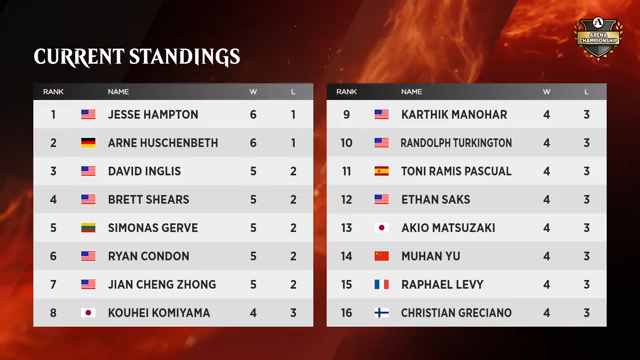 ARENA
CHAMPIONSHIP
CURRENT STANDINGS
RANK NAME W L
1 JESSE HAMPTON 6 1
2 ARNE HUSCHENBETH 6 1
3 DAVID INGLIS 5 2
4 BRETT SHEARS 5 2
5 SIMONAS GERVE 5 2
6 RYAN CONDON 5 2
7 JIAN CHENG ZHONG 5 2
8 KOUHEI KOMIYAMA 4 3
RANK NAME W L
9 KARTHIK MANOHAR 4 3
10 RANDOLPH TURKINGTON 4 3
11 TONI RAMIS PASCUAL 4 3
12 ETHAN SAKS 4 3
13 AKIO MATSUZAKI 4 3
14 MUHAN YU 4 3
15 RAPHAEL LEVY 4 3
16 CHRISTIAN GRECIANO 4 3